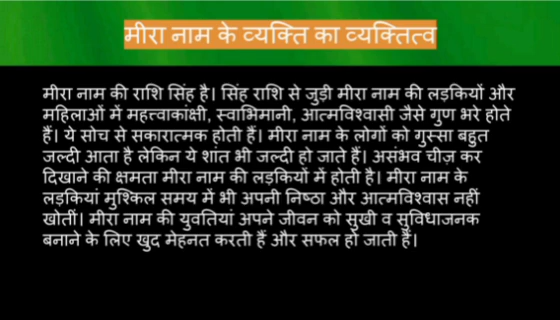 मीरा नाम के व्यक्ति का व्यक्तित्व
मीरा नाम की राशि सिंह है। सिंह राशि से जुड़ी मीरा नाम की लड़कियों और
महिलाओं में महत्त्वाकांक्षी, स्वाभिमानी, आत्मविश्वासी जैसे गुण भरे होते
हैं। ये सोच से सकारात्मक होती हैं। मीरा नाम के लोगों को गुस्सा बहुत
जल्दी आता है लेकिन ये शांत भी जल्दी हो जाते हैं। असंभव चीज़ कर
दिखाने की क्षमता मीरा नाम की लड़कियों में होती है। मीरा नाम के
लड़कियां मुश्किल समय में भी अपनी निष्ठा और आत्मविश्वास नहीं
खोतीं। मीरा नाम की युवतियां अपने जीवन को सुखी व सुविधाजनक
बनाने के लिए खुद मेहनत करती हैं और सफल हो जाती हैं।